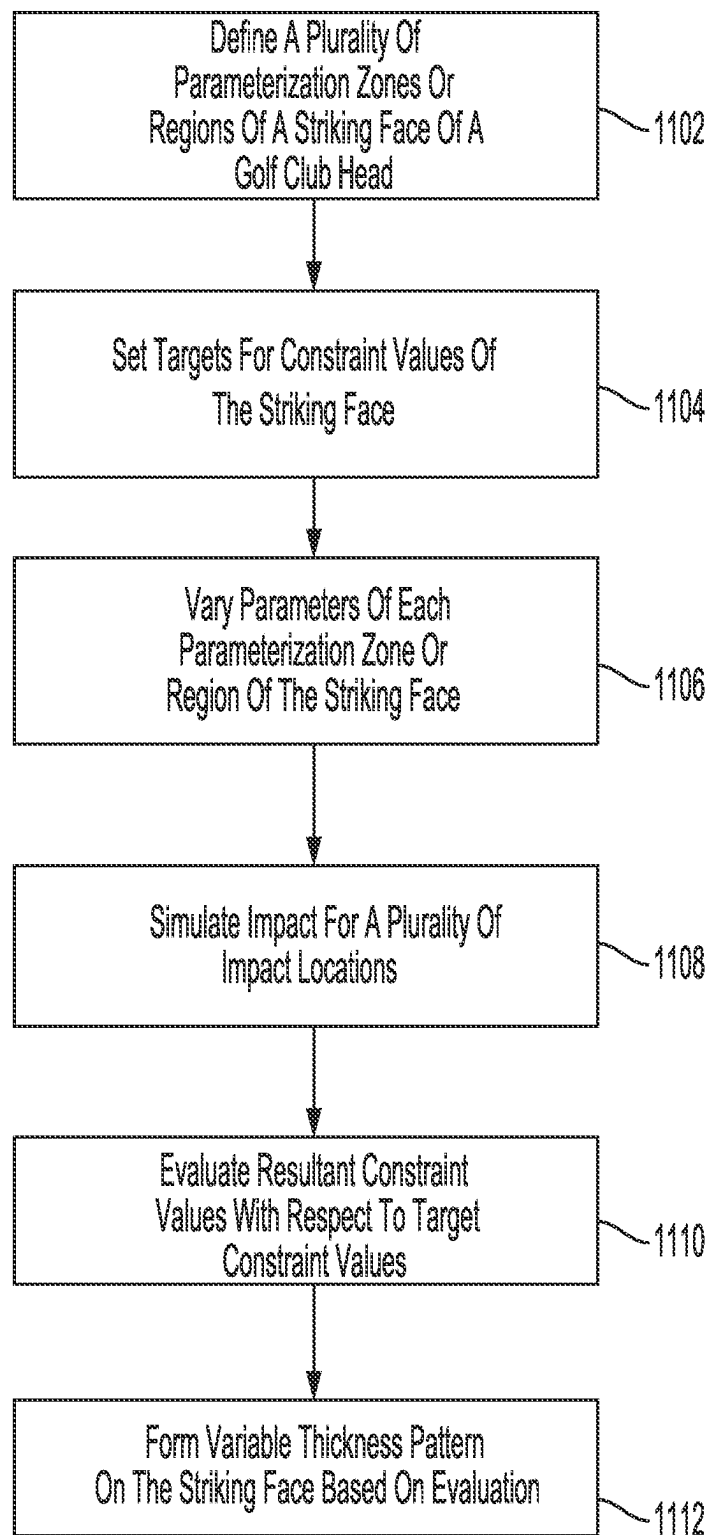 Define A Plurality Of
Parameterization Zones Or
Regions Of A Striking Face Of A
Golf Club Head
1102
Set Targets For Constraint Values Of
The Striking Face
1104
Vary Parameters Of Each
Parameterization Zone Or
Region Of The Striking Face
1106
Simulate Impact For A Plurality Of
Impact Locations
1108
Evaluate Resultant Constraint
Values With Respect To Target
Constraint Values
1110
Form Variable Thickness Pattern
On The Striking Face Based On Evaluation
1112